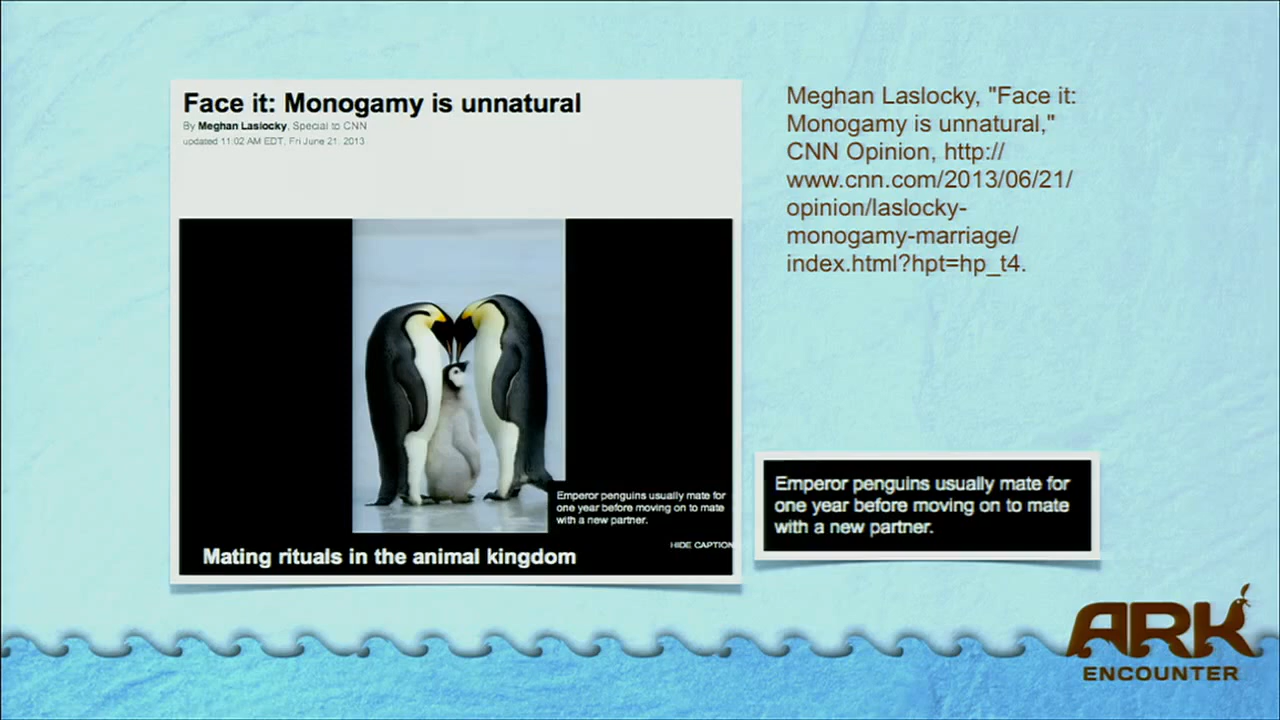 Face it: Monogamy is unnatural
By Meghan Laslocky, Special to CNN
updated 11:02 AM EDT, Fri June 21, 2013
Emperor penguins usually mate for
one year before moving on to mate
with a new partner.
HIDE CAPTION
Mating rituals in the animal kingdom
Meghan Laslocky, "Face it:
Monogamy is unnatural,"
CNN Opinion, http://
www.cnn.com/2013/06/21/
opinion/laslocky-
monogamy-marriage/
index.html?hpt=hp_t4.
Emperor penguins usually mate for
one year before moving on to mate
with a new partner.
ARK
ENCOUNTER